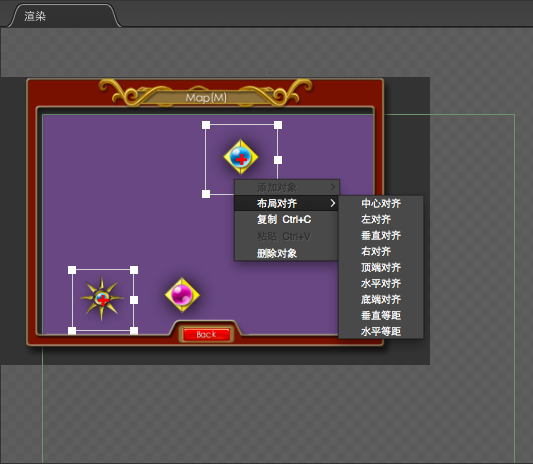 渲染
Map(M)
添加对象
布局对齐
复制 Ctrl+C
粘贴 Ctrl+V
删除对象
中心对齐
左对齐
垂直对齐
右对齐
顶端对齐
水平对齐
底端对齐
垂直等距
水平等距
Back